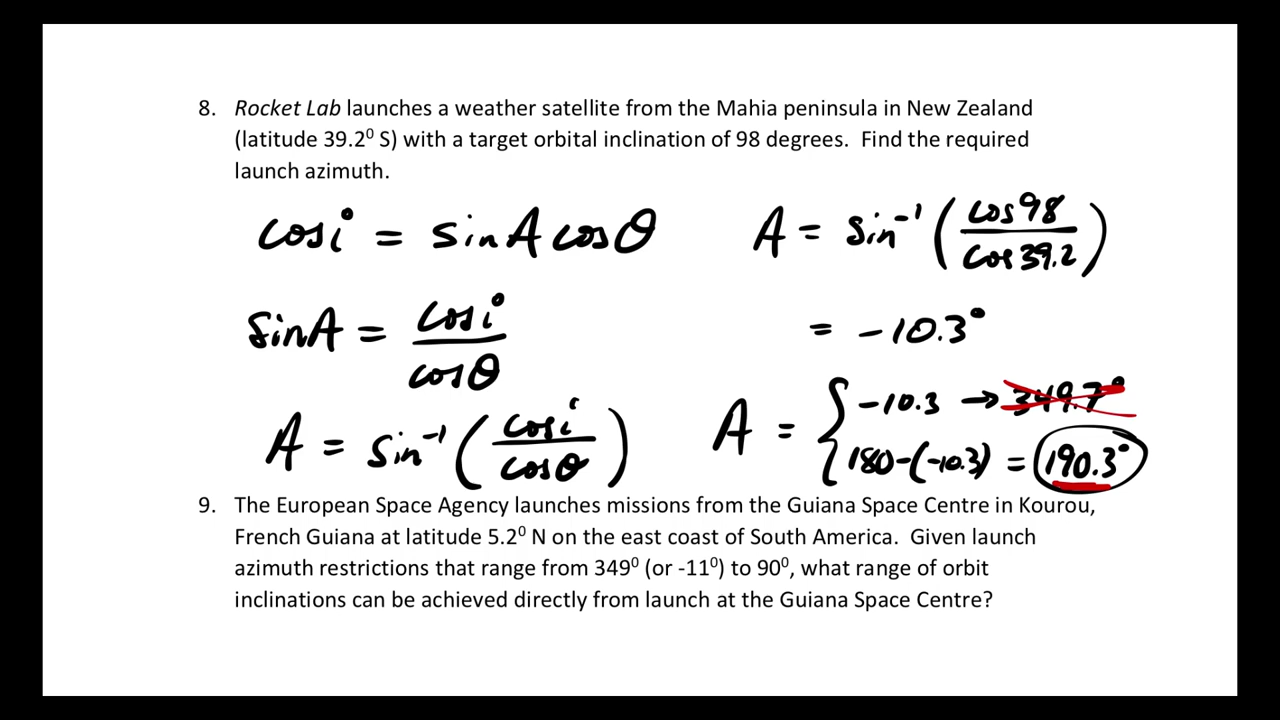 8. Rocket Lab launches a weather satellite from the Mahia peninsula in New Zealand
(latitude 39.2⁰ S) with a target orbital inclination of 98 degrees. Find the required
launch azimuth.
cos i = sin A cos θ
sin A = cos i / cos θ
A = sin⁻¹ ( cos i / cos θ )
A = sin⁻¹ ( cos 98 / cos 39.2 )
= -10.3°
A = { -10.3 → 349.7°
180-(-10.3) = 190.3°
9. The European Space Agency launches missions from the Guiana Space Centre in Kourou,
French Guiana at latitude 5.2⁰ N on the east coast of South America. Given launch
azimuth restrictions that range from 349⁰ (or -11⁰) to 90⁰, what range of orbit
inclinations can be achieved directly from launch at the Guiana Space Centre?